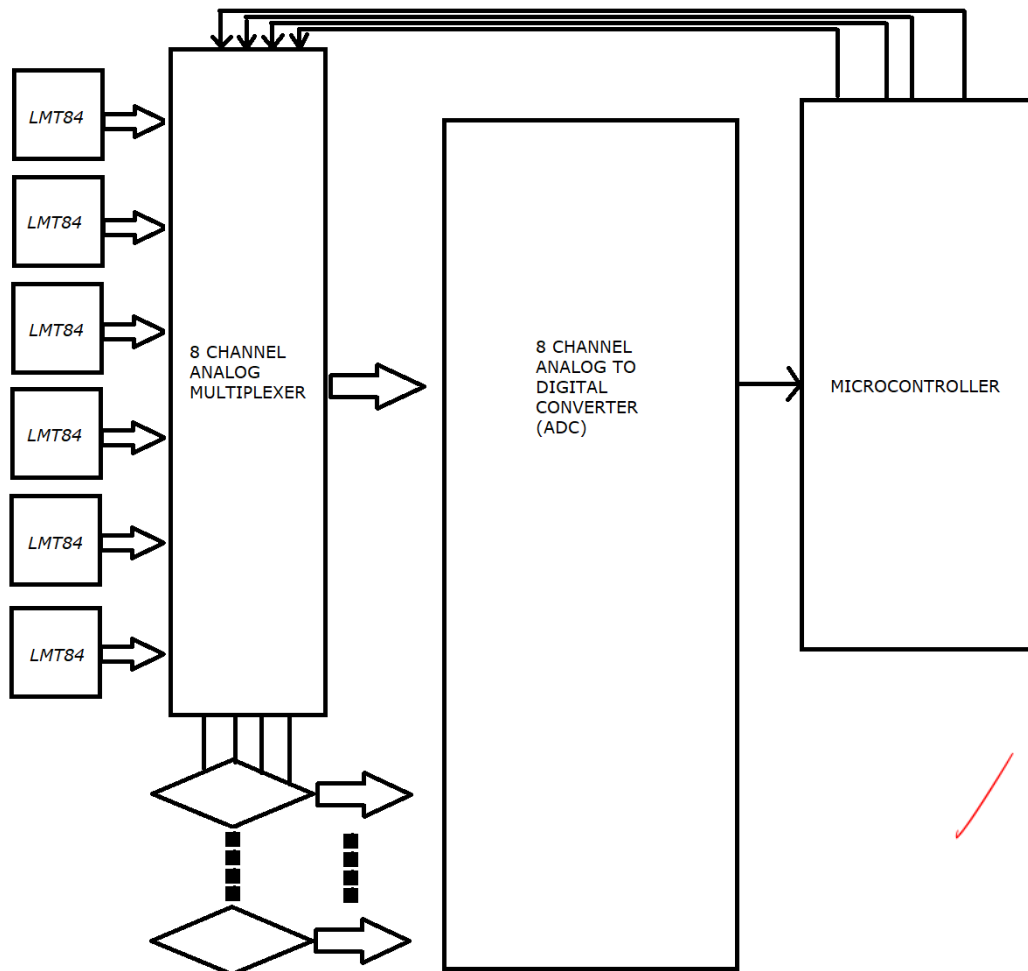 LMT84
LMT84
LMT84
LMT84
LMT84
LMT84
8 CHANNEL
ANALOG
MULTIPLEXER
8 CHANNEL
ANALOG TO
DIGITAL
CONVERTER
(ADC)
MICROCONTROLLER